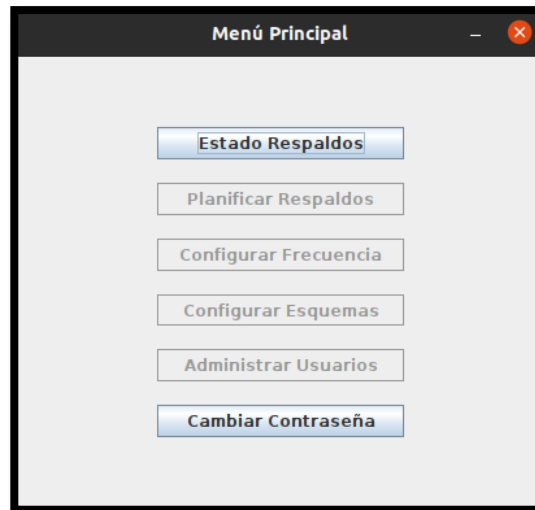 Menú Principal
Estado Respaldos
Planificar Respaldos
Configurar Frecuencia
Configurar Esquemas
Administrar Usuarios
Cambiar Contraseña